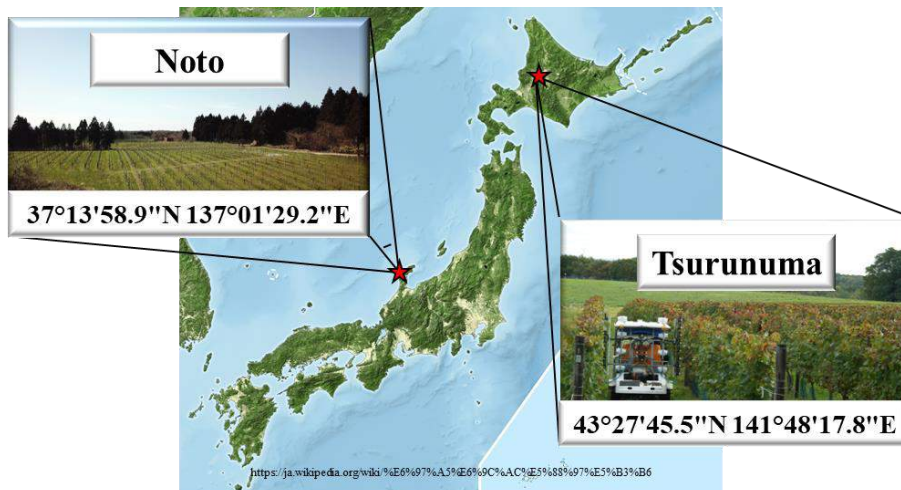 Noto
37°13'58.9"N 137°01'29.2"E
Tsurunuma
43°27'45.5"N 141°48'17.8"E
https://ja.wikipedia.org/wiki/%E6%97%A5%E6%9C%AC%E5%88%97%E5%B3%B6